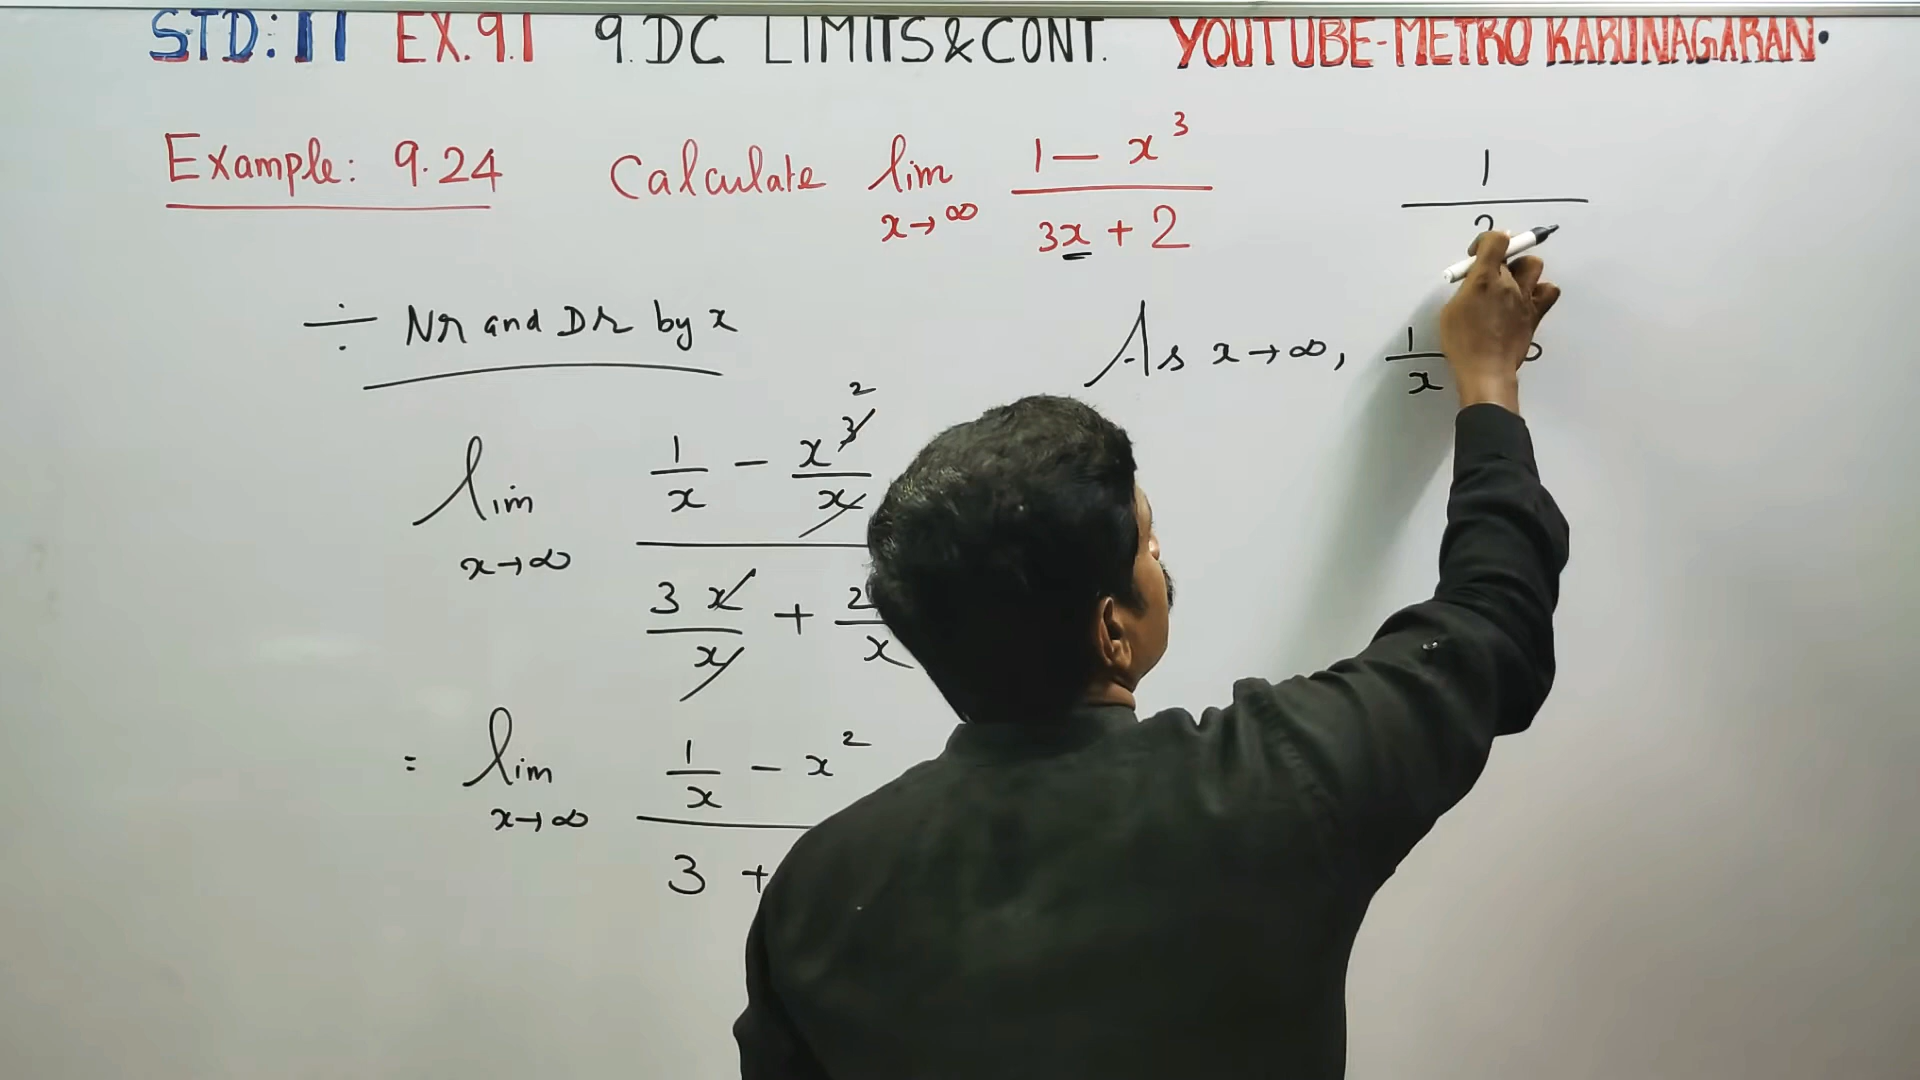 STD: 11 EX.9.1 9.DC LIMITS & CONT. YOUTUBE-METRO KARUNAGARAN.
Example: 9.24 Calculate lim x→∞ (1 − x³)/(3x + 2)
1
÷ Nr and Dr by x
As x→∞, 1/x
lim x→∞ (1/x − x³/x)/(3x/x + 2/x)
= lim x→∞ (1/x − x²)/(3 +